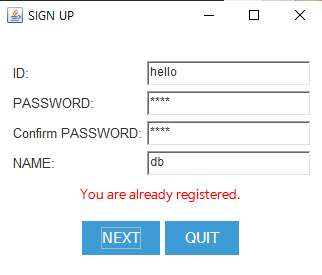 SIGN UP
ID: hello
PASSWORD: ****
Confirm PASSWORD: ****
NAME: db
You are already registered.
NEXT QUIT